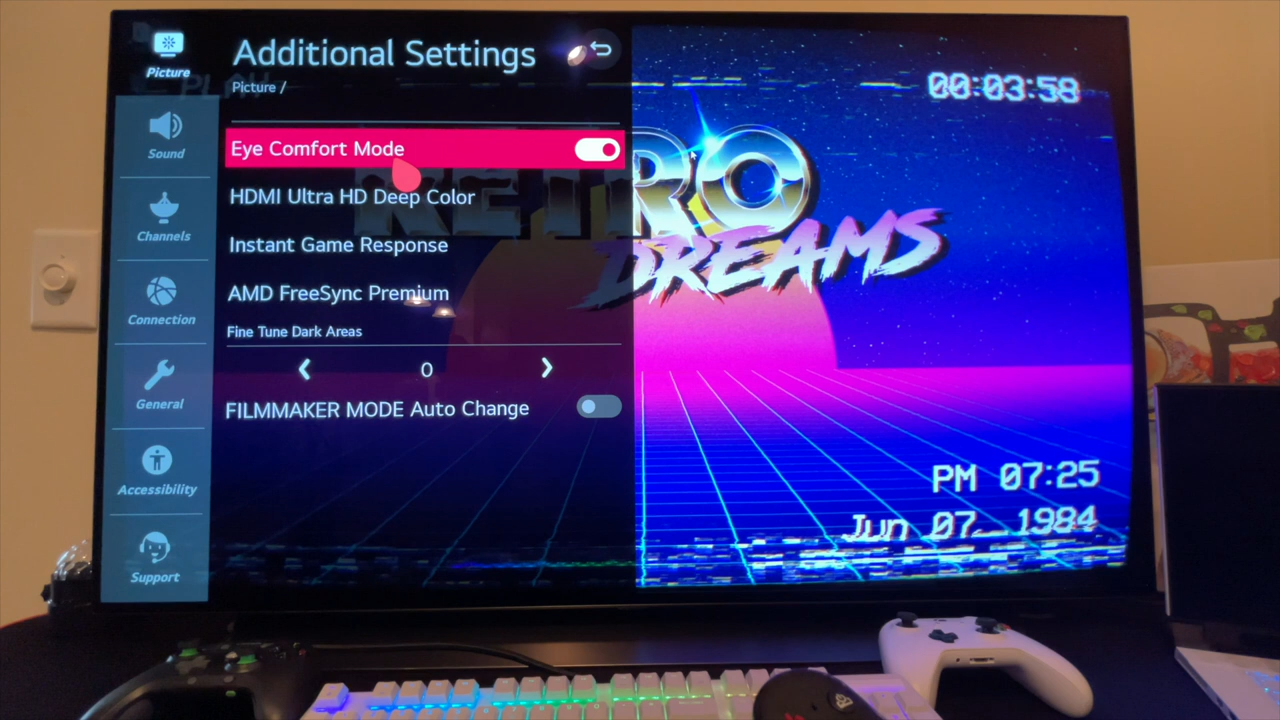 Picture
Sound
Channels
Connection
General
Accessibility
Support
Additional Settings
Picture /
Eye Comfort Mode
HDMI Ultra HD Deep Color
Instant Game Response
AMD FreeSync Premium
Fine Tune Dark Areas
0
FILMMAKER MODE Auto Change
PLAY
00:03:58
RETRO
DREAMS
PM 07:25
Jun 07 1984